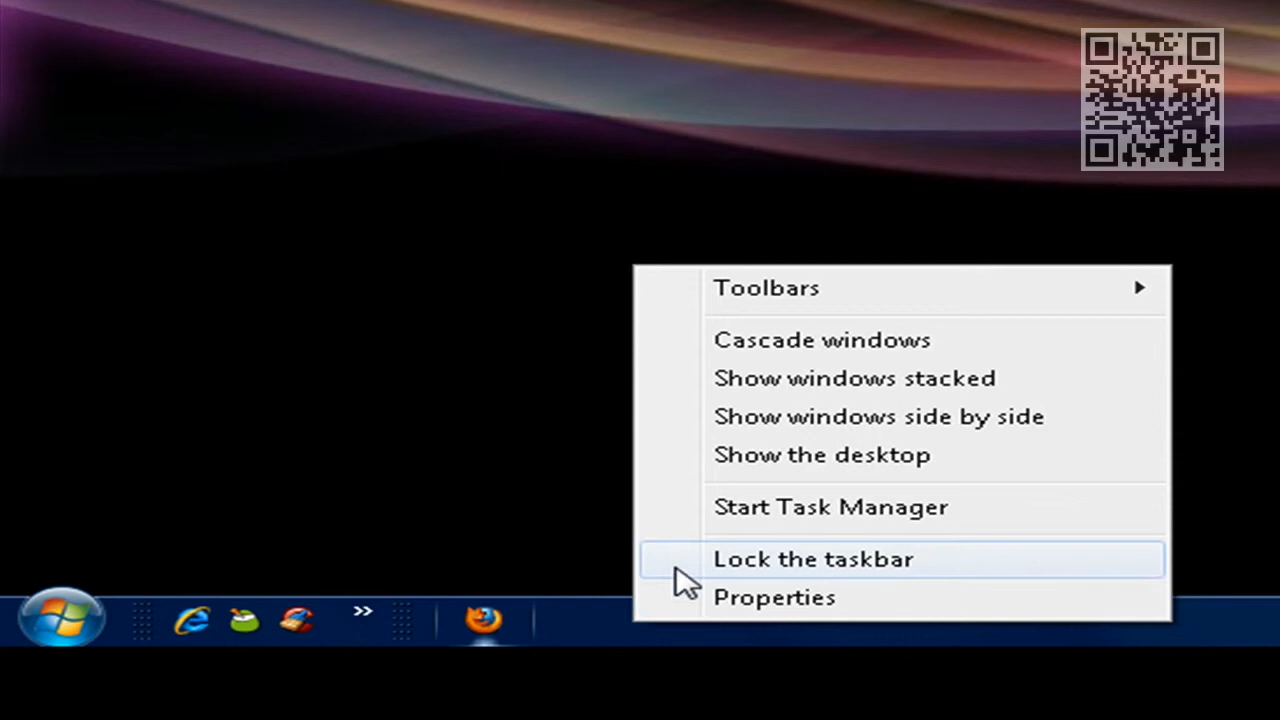 Toolbars
Cascade windows
Show windows stacked
Show windows side by side
Show the desktop
Start Task Manager
Lock the taskbar
Properties